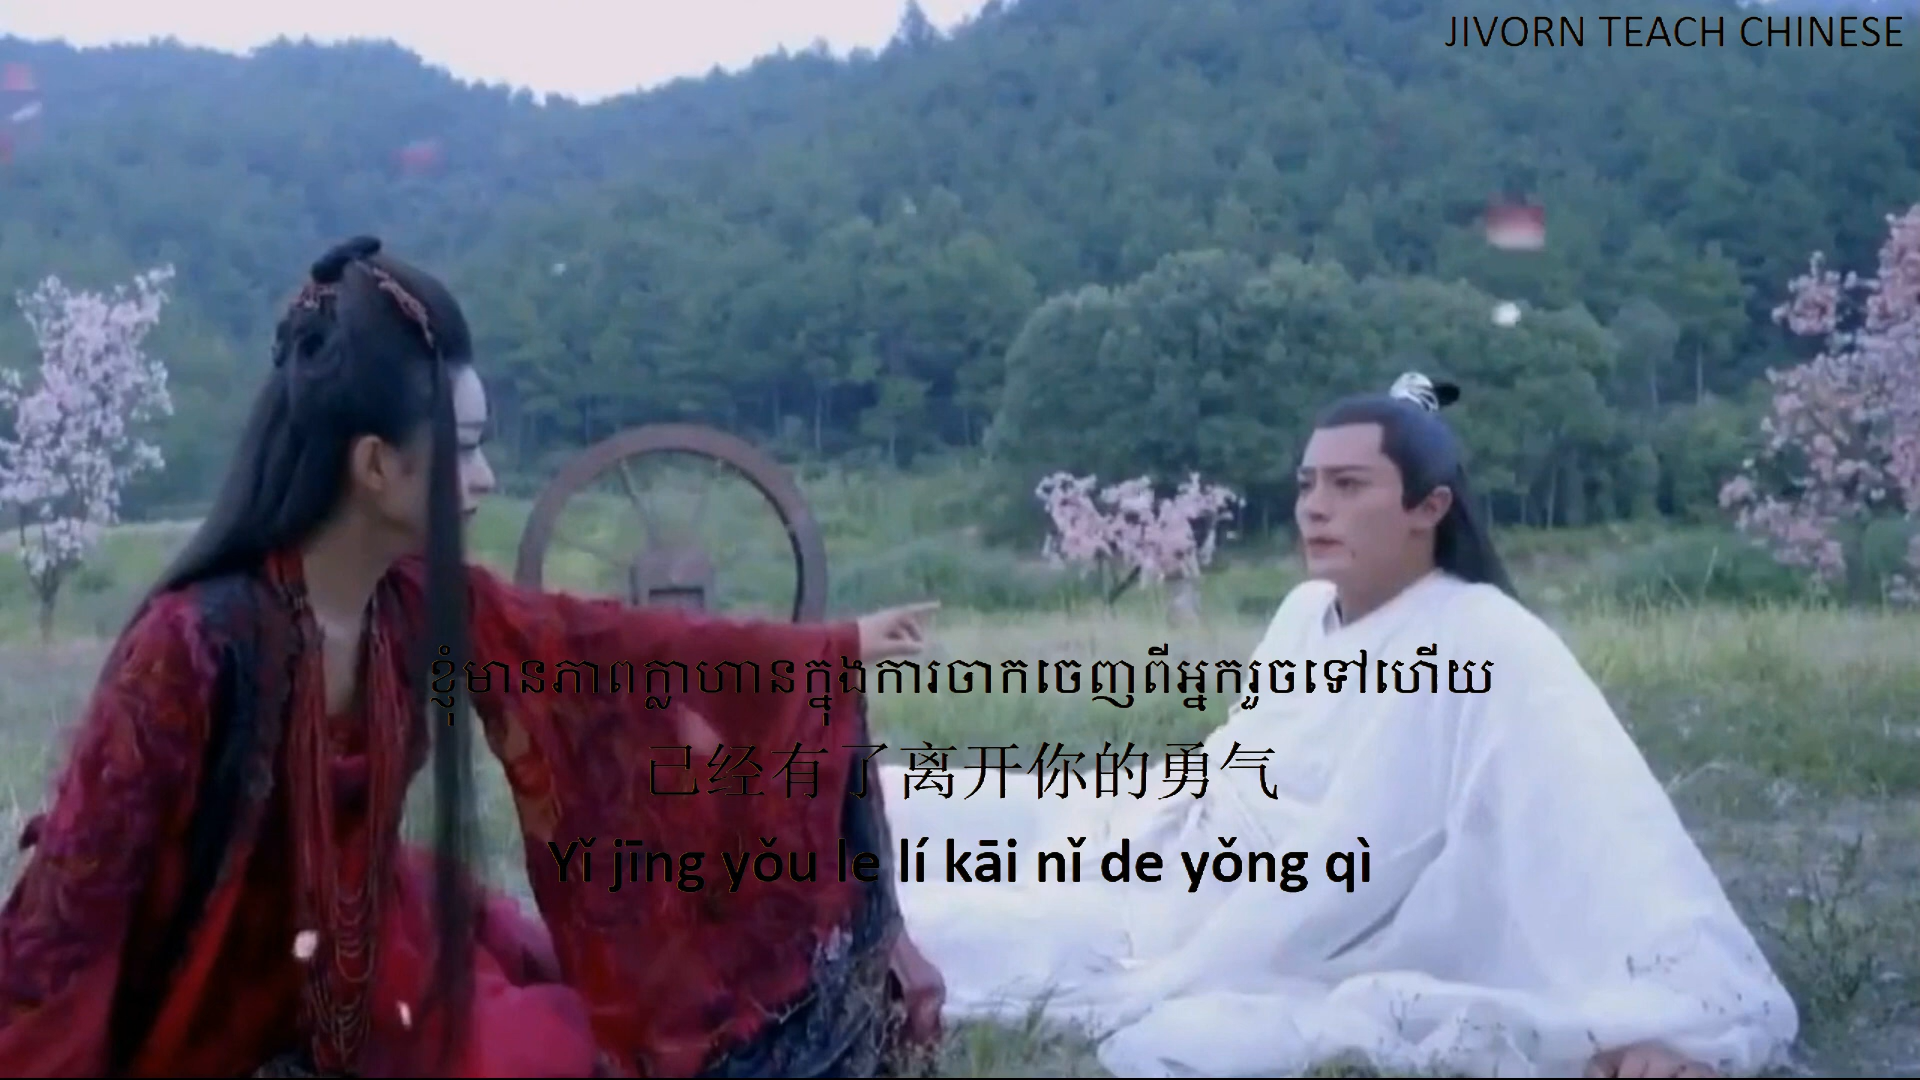 JIVORN TEACH CHINESE
ខ្ញុំមានភាពក្លាហានក្នុងការចាកចេញពីអ្នករួចទៅហើយ
已经有了离开你的勇气
Yǐ jīng yǒu le lí kāi nǐ de yǒng qì